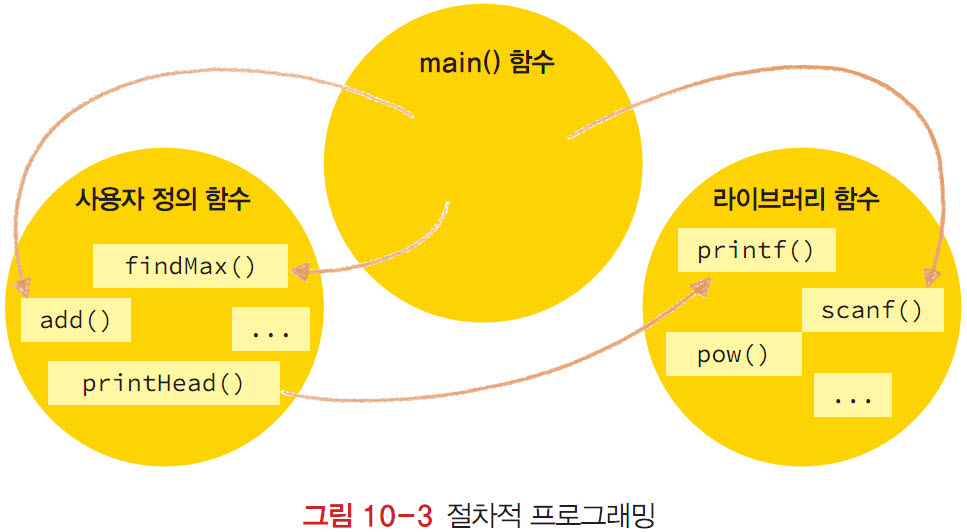 main() 함수
사용자 정의 함수
findMax()
add()
...
printHead()
라이브러리 함수
printf()
scanf()
pow()
...
그림 10-3 절차적 프로그래밍